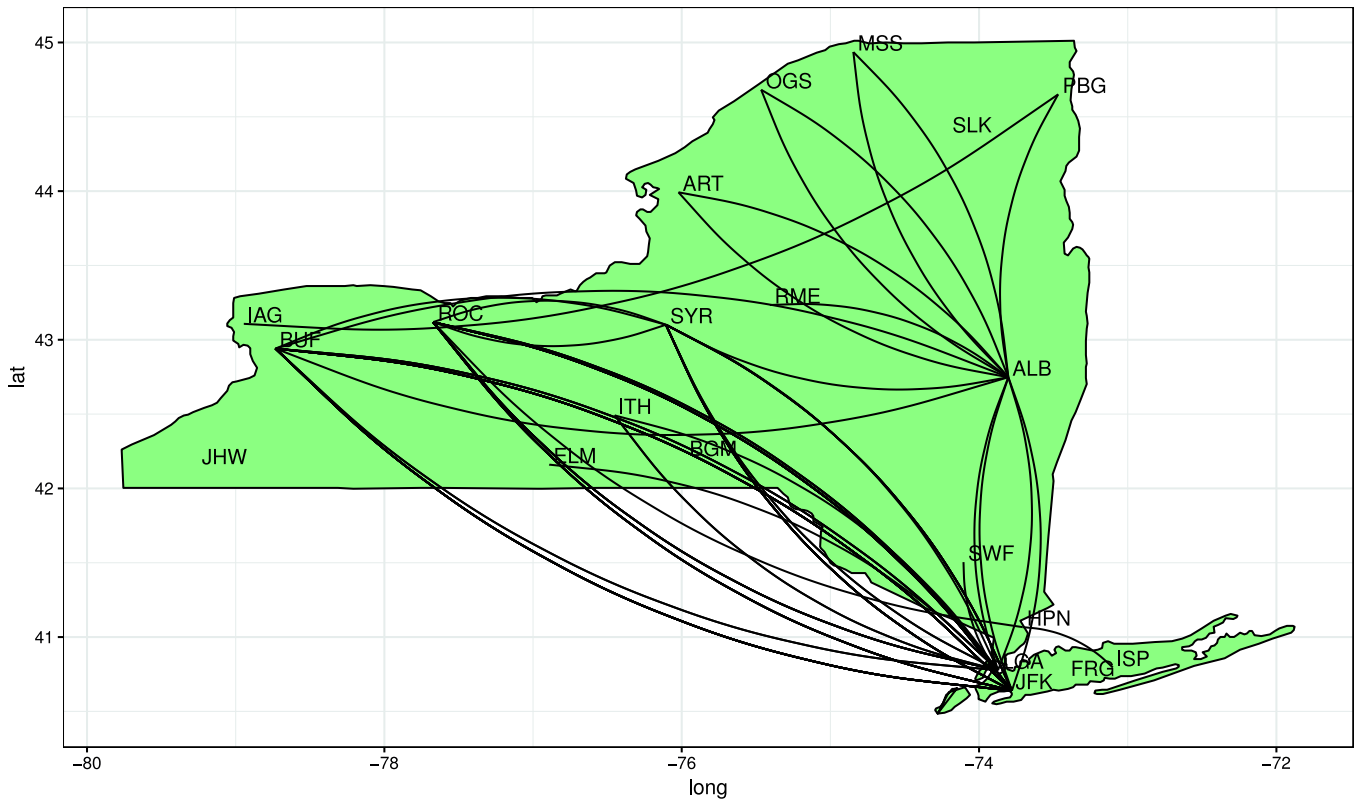 45
MSS
OGS
PBG
SLK
44
ART
RME
IAG
ROC
SYR
43
BUF
ALB
lat
ITH
BGM
JHW
ELM
42
SWF
HPN
41
LGA
ISP
FRG
JFK
−80
−78
−76
−74
−72
long